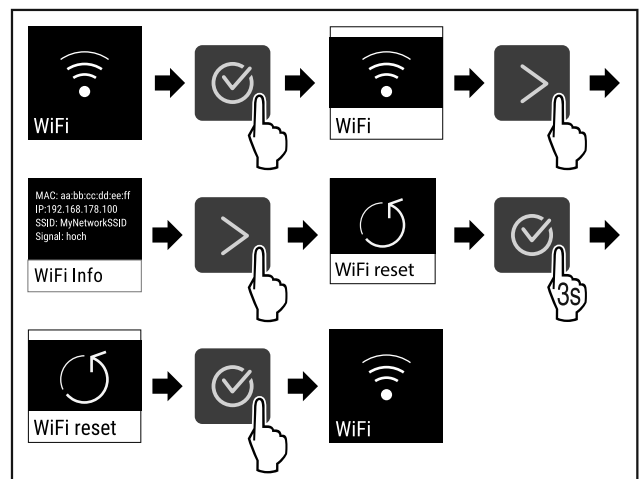 WiFi
WiFi
MAC: aa:bb:cc:dd:ee:ff
IP:192.168.178.100
SSID: MyNetworkSSID
Signal: hoch
WiFi Info
WiFi reset
3s
WiFi reset
WiFi